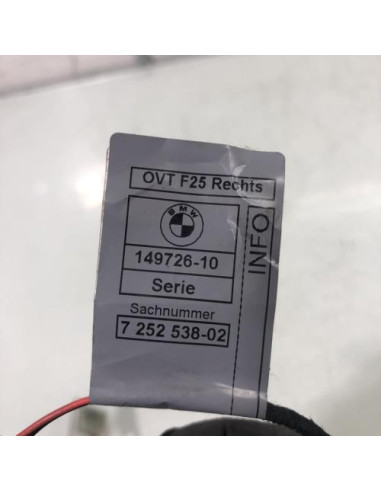 OVT F25 Rechts
BMW
149726-10
Serie
Sachnummer
7 252 538-02
INFO